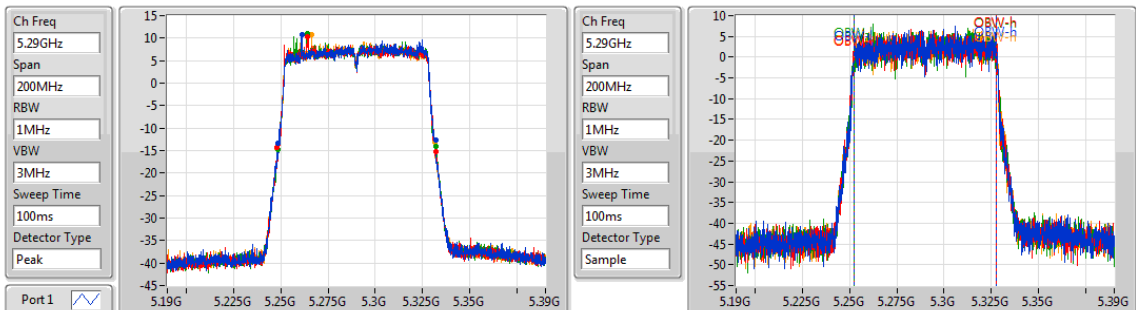 Ch Freq
5.29GHz
Span
200MHz
RBW
1MHz
VBW
3MHz
Sweep Time
100ms
Detector Type
Peak
Port 1
15
10
5
0
-5
-10
-15
-20
-25
-30
-35
-40
-45
5.19G 5.225G 5.25G 5.275G 5.3G 5.325G 5.35G 5.39G
Ch Freq
5.29GHz
Span
200MHz
RBW
1MHz
VBW
3MHz
Sweep Time
100ms
Detector Type
Sample
10
5
0
-5
-10
-15
-20
-25
-30
-35
-40
-45
-50
-55
OBW-h
OBW-h
5.19G 5.225G 5.25G 5.275G 5.3G 5.325G 5.35G 5.39G